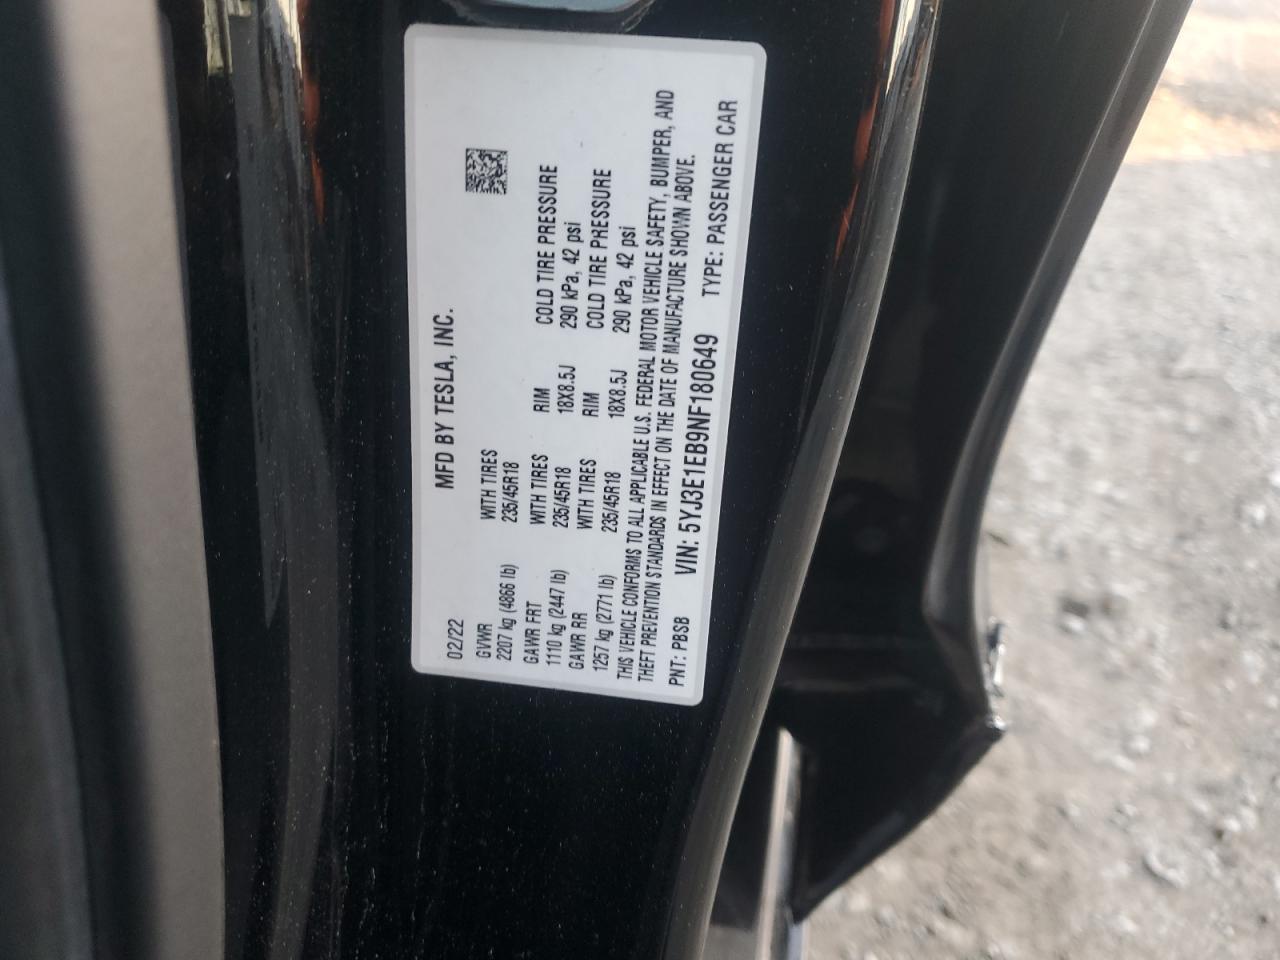 MFD BY TESLA, INC.
02/22
GVWR WITH TIRES
2207 kg (4866 lb) 235/45R18
GAWR FRT WITH TIRES RIM COLD TIRE PRESSURE
1110 kg (2447 lb) 235/45R18 18X8.5J 290 kPa, 42 psi
GAWR RR WITH TIRES RIM COLD TIRE PRESSURE
1257 kg (2771 lb) 235/45R18 18X8.5J 290 kPa, 42 psi
THIS VEHICLE CONFORMS TO ALL APPLICABLE U.S. FEDERAL MOTOR VEHICLE SAFETY, BUMPER, AND
THEFT PREVENTION STANDARDS IN EFFECT ON THE DATE OF MANUFACTURE SHOWN ABOVE.
PNT: PBSB VIN: 5YJ3E1EB9NF180649 TYPE: PASSENGER CAR